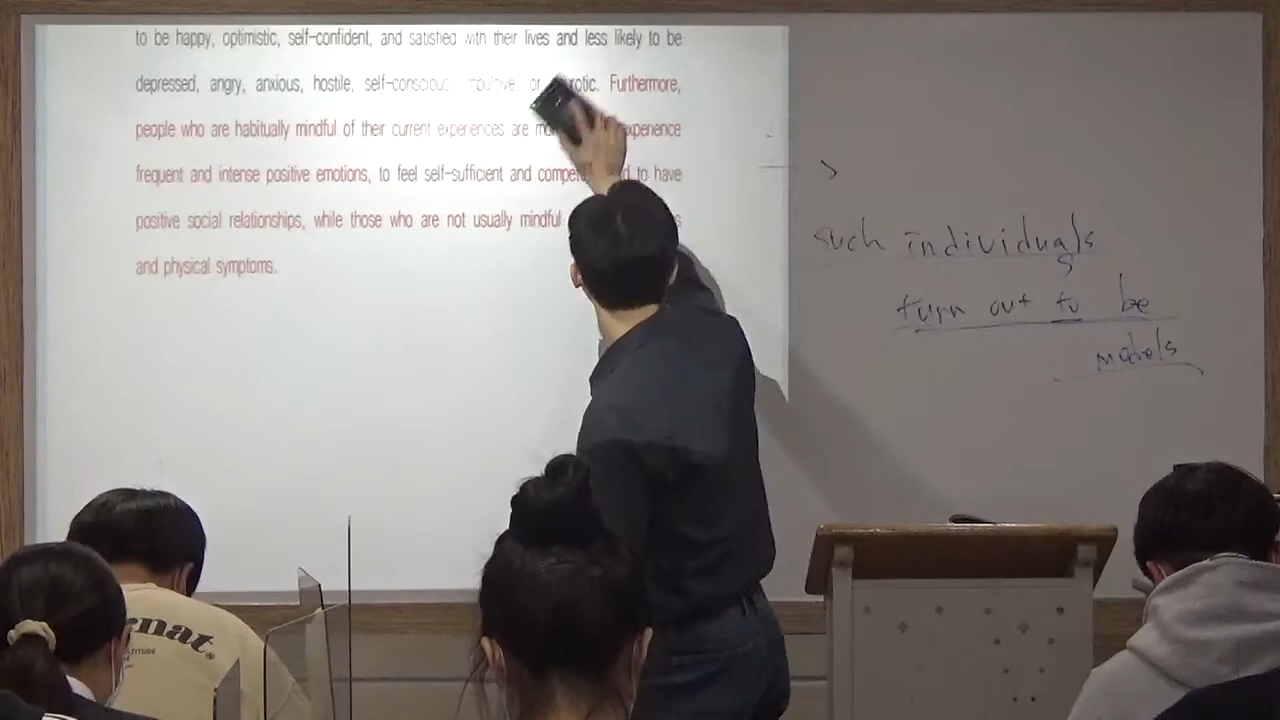 to be happy, optimistic, self-confident, and satisfied with their lives and less likely to be
depressed, angry, anxious, hostile, self-conscious, impulsive, or Furthermore,
people who are habitually mindful of their current experiences are experience
frequent and intense positive emotions, to feel self-sufficient and to have
positive social relationships, while those who are not usually mindful
and physical symptoms.
such individuals
turn out to be
models